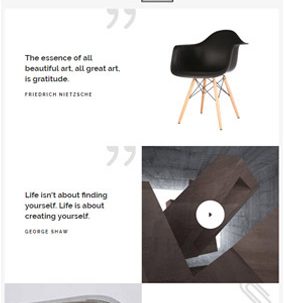 The essence of all
beautiful art, all great art,
is gratitude.
FRIEDRICH NIETZSCHE
Life isn't about finding
yourself. Life is about
creating yourself.
GEORGE SHAW